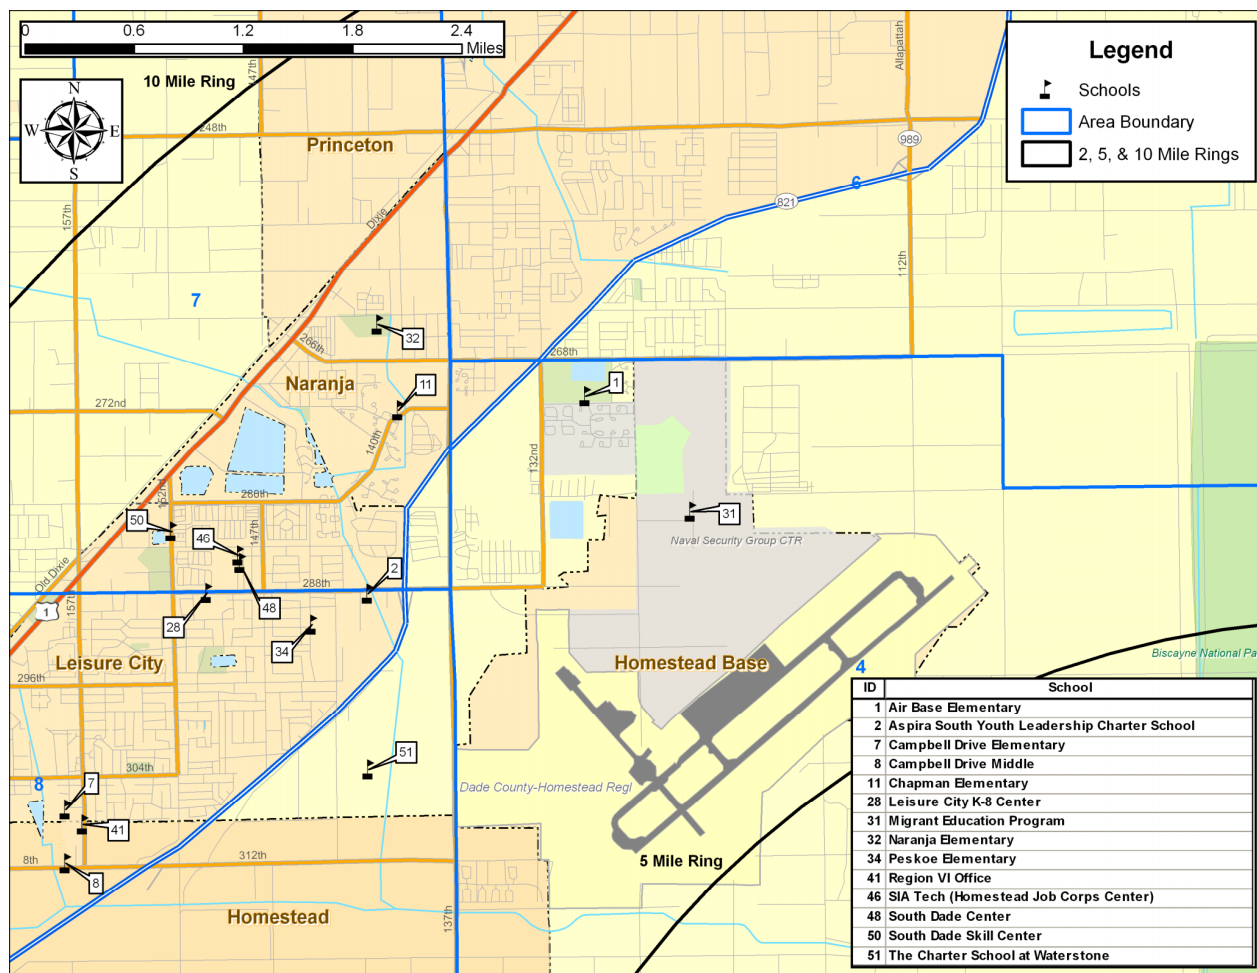 0 0.6 1.2 1.8 2.4
Miles
10 Mile Ring
N
W E
S
Legend
Schools
Area Boundary
2, 5, & 10 Mile Rings
147th
Allapattah
248th
Princeton
989
6
821
157th
Dixie
112th
7
32
266th
268th
Naranja
11
1
272nd
140th
132nd
152nd
288th
50
147th
46
31
Naval Security Group CTR
Old Dixie
157th
1
288th
2
48
28
34
Leisure City
Homestead Base
4
Biscayne National Pa
296th
51
304th
8
7
Dade County-Homestead Regl
41
5 Mile Ring
8th
312th
8
Homestead
137th
ID School
1 Air Base Elementary
2 Aspira South Youth Leadership Charter School
7 Campbell Drive Elementary
8 Campbell Drive Middle
11 Chapman Elementary
28 Leisure City K-8 Center
31 Migrant Education Program
32 Naranja Elementary
34 Peskoe Elementary
41 Region VI Office
46 SIA Tech (Homestead Job Corps Center)
48 South Dade Center
50 South Dade Skill Center
51 The Charter School at Waterstone